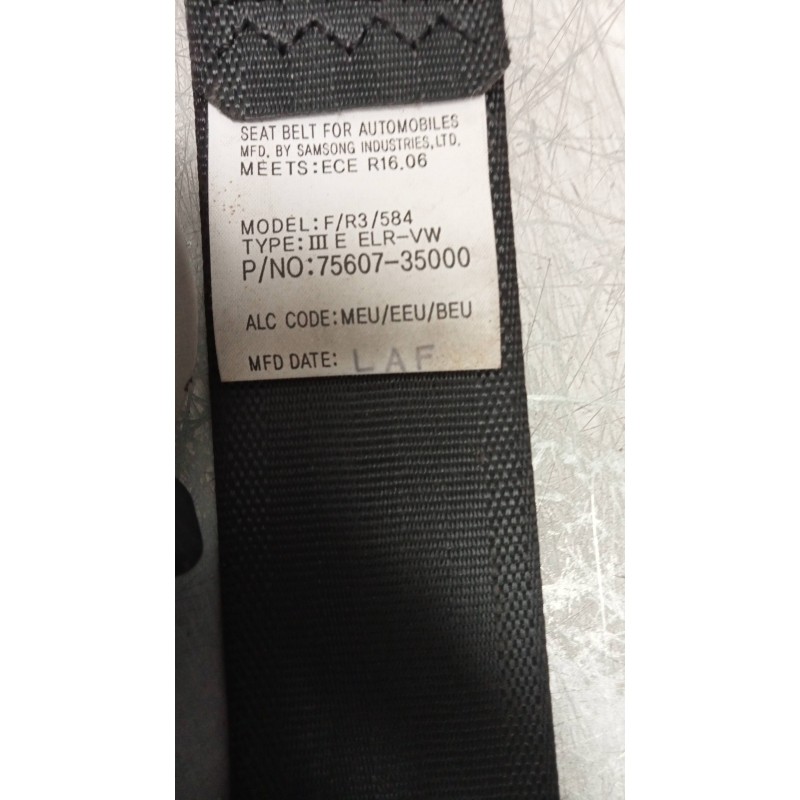 SEAT BELT FOR AUTOMOBILES
MFD. BY SAMSONG INDUSTRIES,LTD.
MEETS:ECE R16.06
MODEL:F/R3/584
TYPE:III E ELR-VW
P/NO:75607-35000
ALC CODE:MEU/EEU/BEU
MFD DATE: LAF